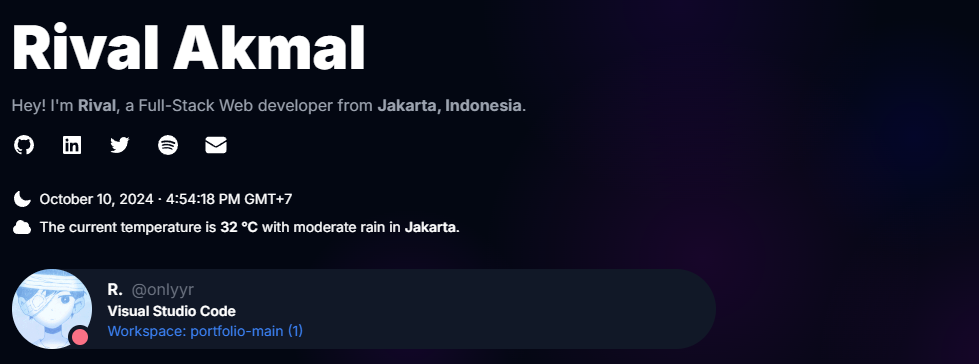 Rival Akmal
Hey! I'm Rival, a Full-Stack Web developer from Jakarta, Indonesia.
October 10, 2024 · 4:54:18 PM GMT+7
The current temperature is 32 °C with moderate rain in Jakarta.
R. @onlyyr
Visual Studio Code
Workspace: portfolio-main (1)